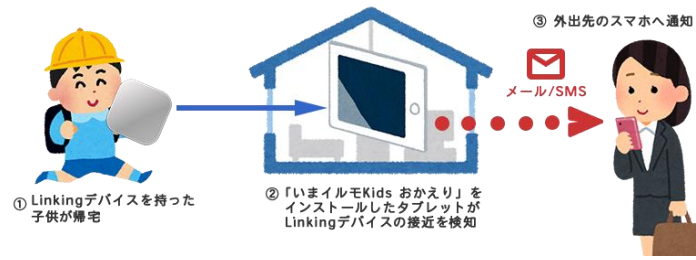 ③ 外出先のスマホへ通知
メール/SMS
① Linkingデバイスを持った
子供が帰宅
② 「いまイルモKids おかえり」を
インストールしたタブレットが
Linkingデバイスの接近を検知